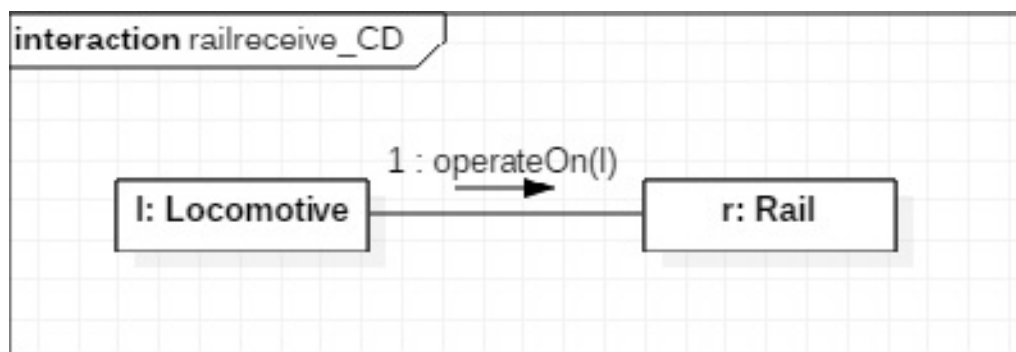 interaction railreceive_CD
1 : operateOn(l)
l: Locomotive
r: Rail